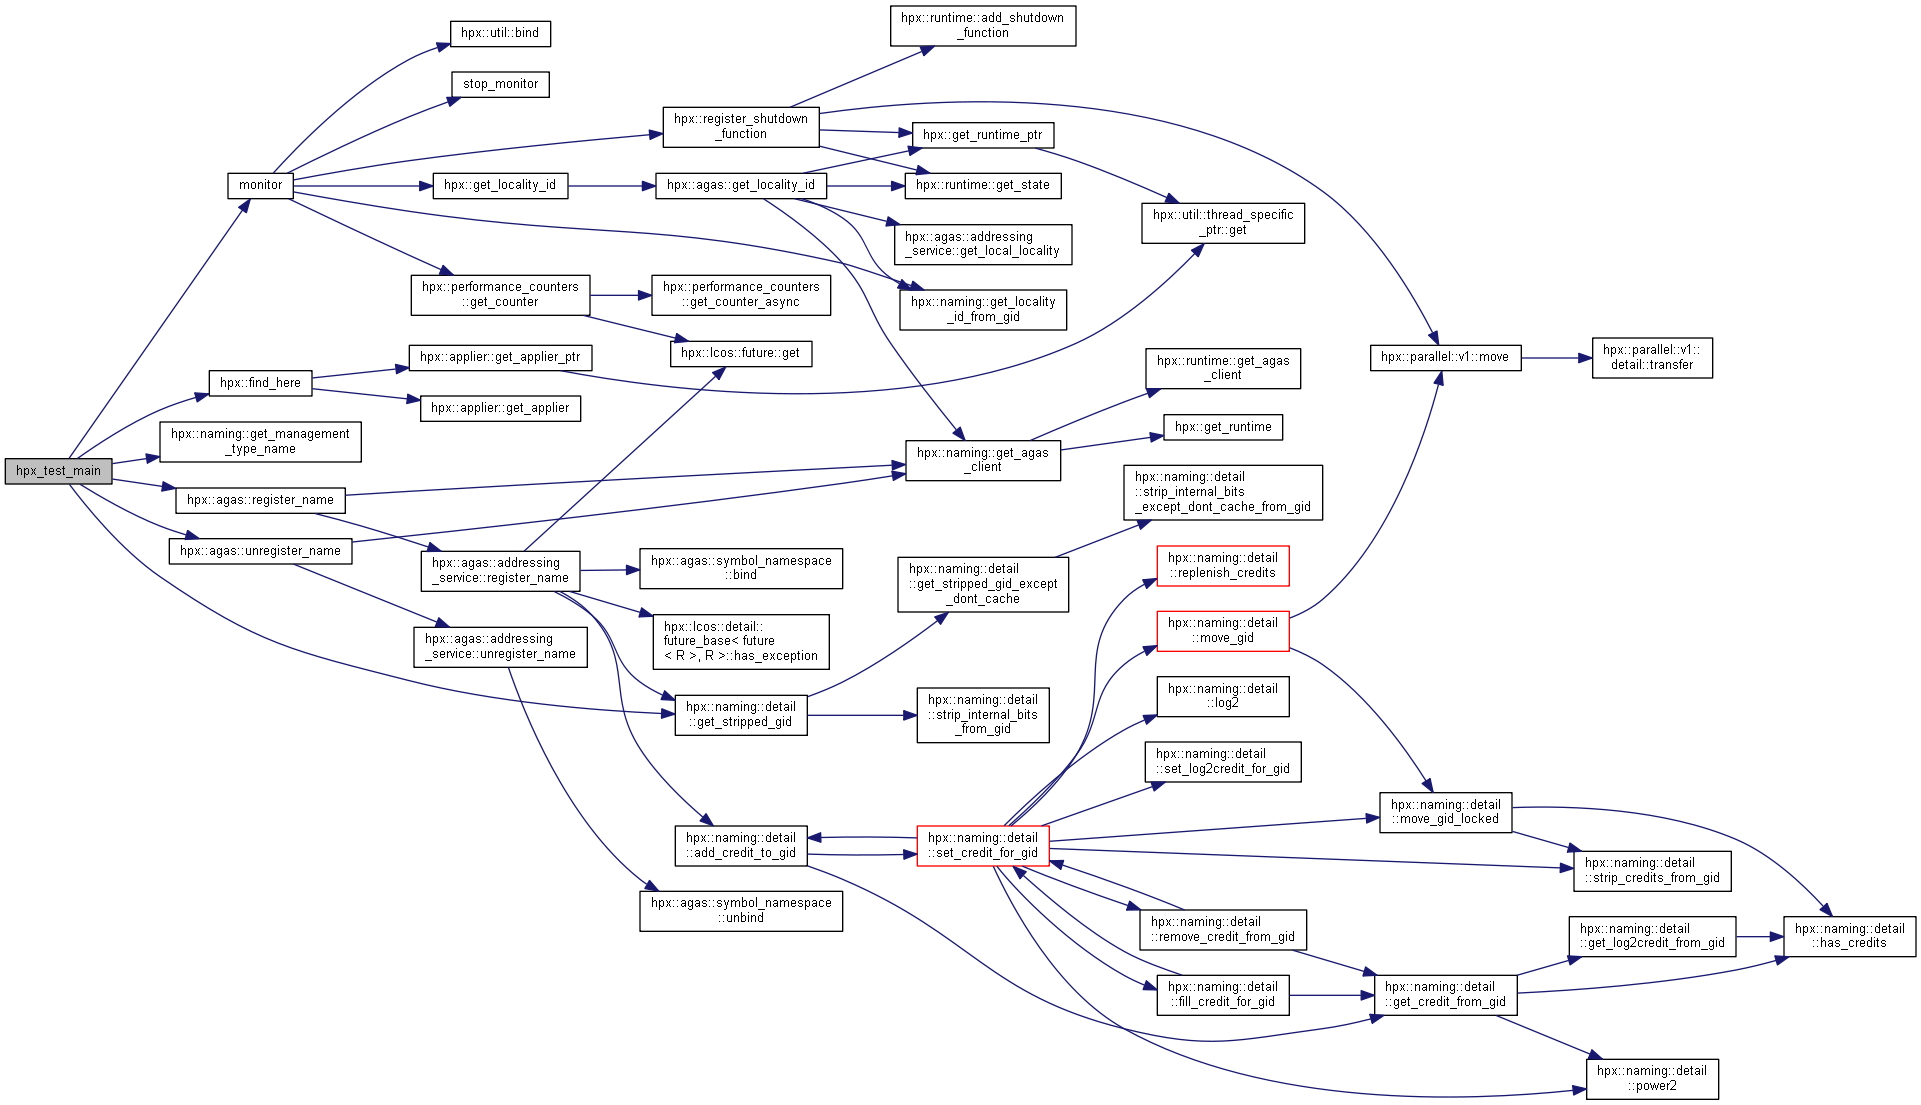 hpx_test_main
monitor
hpx::find_here
hpx::naming::get_management
_type_name
hpx::agas::register_name
hpx::agas::unregister_name
hpx::util::bind
stop_monitor
hpx::get_locality_id
hpx::performance_counters
::get_counter
hpx::applier::get_applier_ptr
hpx::applier::get_applier
hpx::agas::addressing
_service::register_name
hpx::agas::addressing
_service::unregister_name
hpx::register_shutdown
_function
hpx::agas::get_locality_id
hpx::performance_counters
::get_counter_async
hpx::lcos::future::get
hpx::agas::symbol_namespace
::bind
hpx::lcos::detail::
future_base< future
< R >, R >::has_exception
hpx::naming::detail
::get_stripped_gid
hpx::naming::detail
::add_credit_to_gid
hpx::agas::symbol_namespace
::unbind
hpx::runtime::add_shutdown
_function
hpx::get_runtime_ptr
hpx::runtime::get_state
hpx::agas::addressing
_service::get_local_locality
hpx::naming::get_locality
_id_from_gid
hpx::naming::get_agas
_client
hpx::naming::detail
::get_stripped_gid_except
_dont_cache
hpx::naming::detail
::strip_internal_bits
_from_gid
hpx::naming::detail
::set_credit_for_gid
hpx::util::thread_specific
_ptr::get
hpx::runtime::get_agas
_client
hpx::get_runtime
hpx::naming::detail
::strip_internal_bits
_except_dont_cache_from_gid
hpx::naming::detail
::replenish_credits
hpx::naming::detail
::move_gid
hpx::naming::detail
::log2
hpx::naming::detail
::set_log2credit_for_gid
hpx::naming::detail
::remove_credit_from_gid
hpx::naming::detail
::fill_credit_for_gid
hpx::parallel::v1::move
hpx::naming::detail
::move_gid_locked
hpx::naming::detail
::get_credit_from_gid
hpx::parallel::v1::
detail::transfer
hpx::naming::detail
::strip_credits_from_gid
hpx::naming::detail
::get_log2credit_from_gid
hpx::naming::detail
::power2
hpx::naming::detail
::has_credits